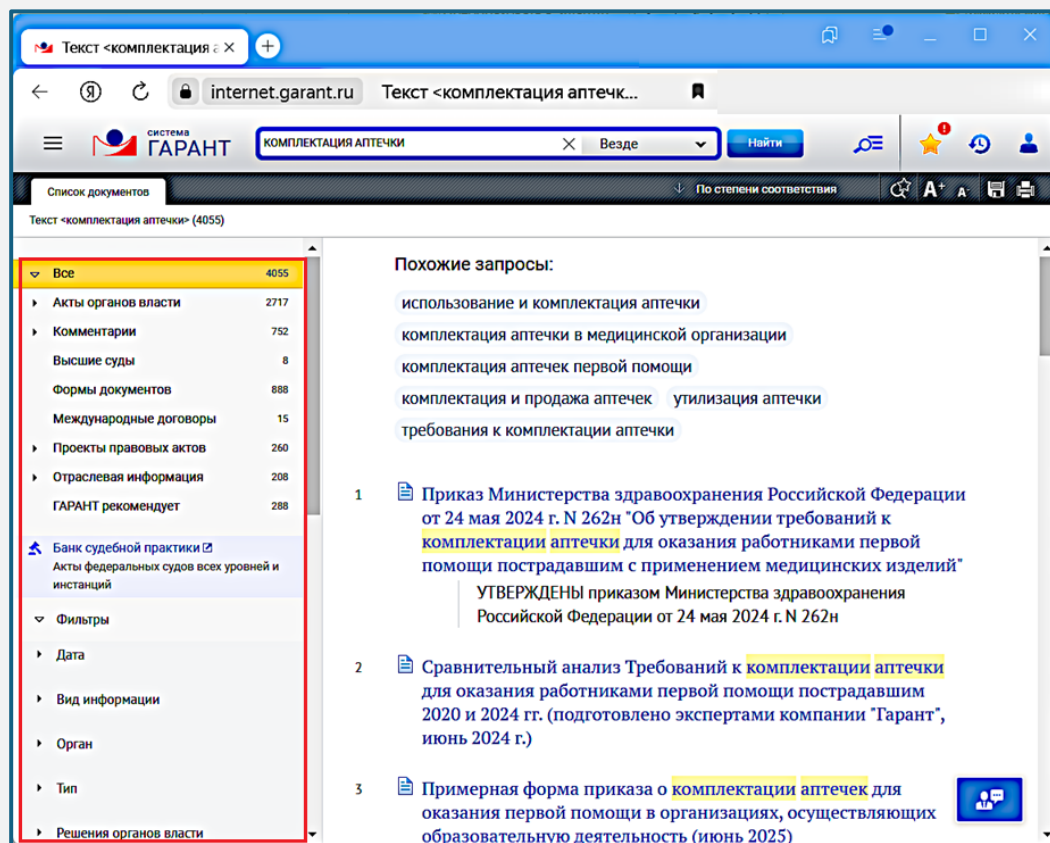 Текст <комплектация а
internet.garant.ru Текст <комплектация аптечк...
система
ГАРАНТ
КОМПЛЕКТАЦИЯ АПТЕЧКИ
Везде
Найти
Список документов
По степени соответствия
A+ A-
Текст <комплектация аптечки> (4055)
Все 4055
Акты органов власти 2717
Комментарии 752
Высшие суды 8
Формы документов 888
Международные договоры 15
Проекты правовых актов 260
Отраслевая информация 208
ГАРАНТ рекомендует 288
Банк судебной практики
Акты федеральных судов всех уровней и
инстанций
Фильтры
Дата
Вид информации
Орган
Тип
Решения органов власти
Похожие запросы:
использование и комплектация аптечки
комплектация аптечки в медицинской организации
комплектация аптечек первой помощи
комплектация и продажа аптечек утилизация аптечки
требования к комплектации аптечки
1 Приказ Министерства здравоохранения Российской Федерации
от 24 мая 2024 г. N 262н "Об утверждении требований к
комплектации аптечки для оказания работниками первой
помощи пострадавшим с применением медицинских изделий"
УТВЕРЖДЕНЫ приказом Министерства здравоохранения
Российской Федерации от 24 мая 2024 г. N 262н
2 Сравнительный анализ Требований к комплектации аптечки
для оказания работниками первой помощи пострадавшим
2020 и 2024 гг. (подготовлено экспертами компании "Гарант",
июнь 2024 г.)
3 Примерная форма приказа о комплектации аптечек для
оказания первой помощи в организациях, осуществляющих
образовательную деятельность (июнь 2025)